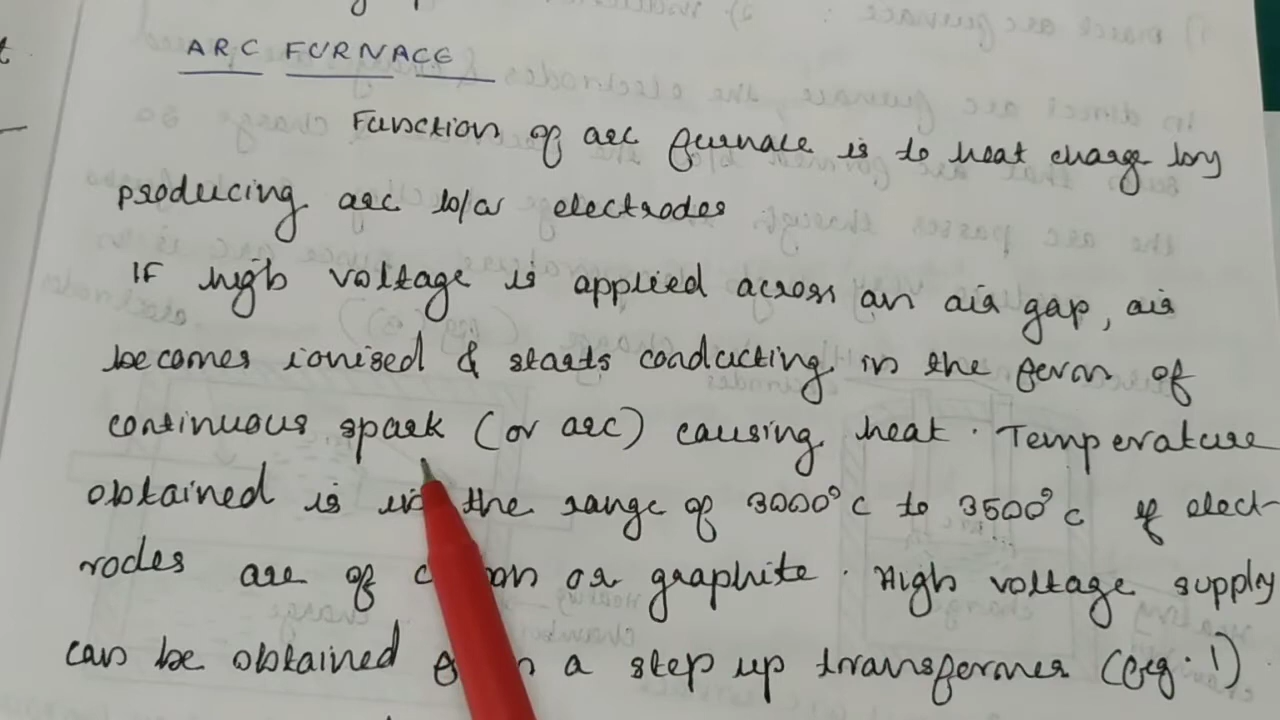 ARC FURNACE
Function of arc furnace is to heat charge by
producing arc b/w electrodes
IF high voltage is applied across an air gap, air
becomes ionised & starts conducting in the form of
continuous spark (or arc) causing heat. Temperature
obtained is in the range of 3000°C to 3500°C if elect-
rodes are of or graphite. High voltage supply
can be obtained a step up transformer (fig.1)